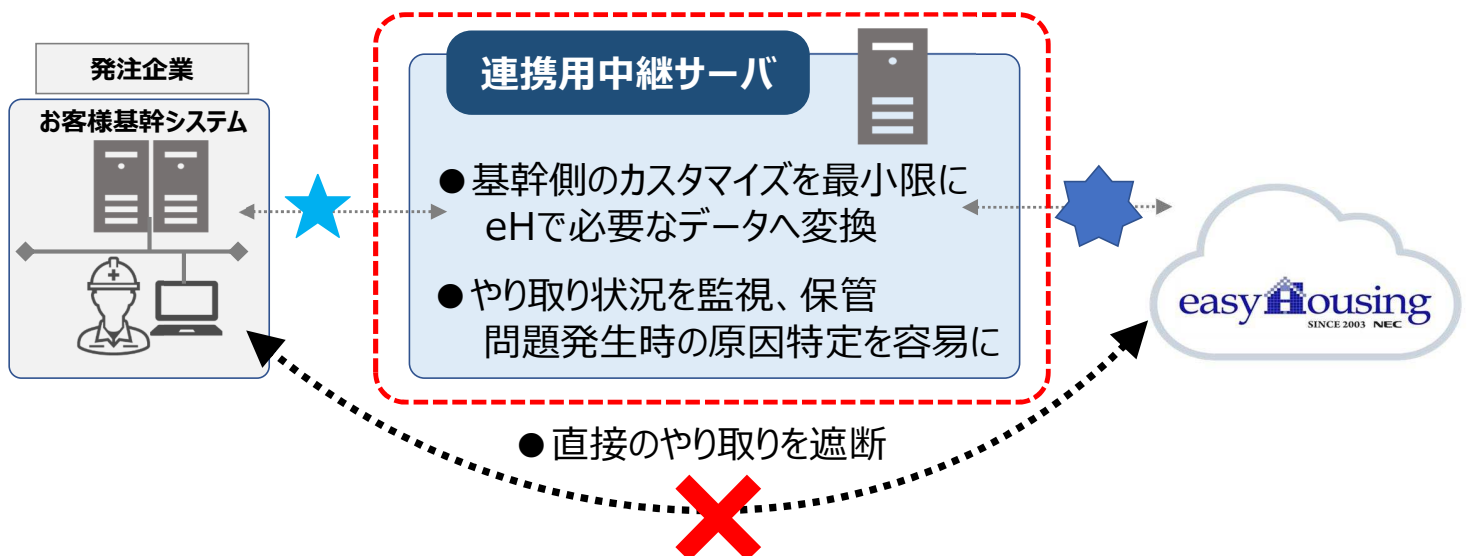 発注企業
お客様基幹システム
連携用中継サーバ
●基幹側のカスタマイズを最小限に
eHで必要なデータへ変換
●やり取り状況を監視、保管
問題発生時の原因特定を容易に
●直接のやり取りを遮断
easyHousing
SINCE 2003 NEC